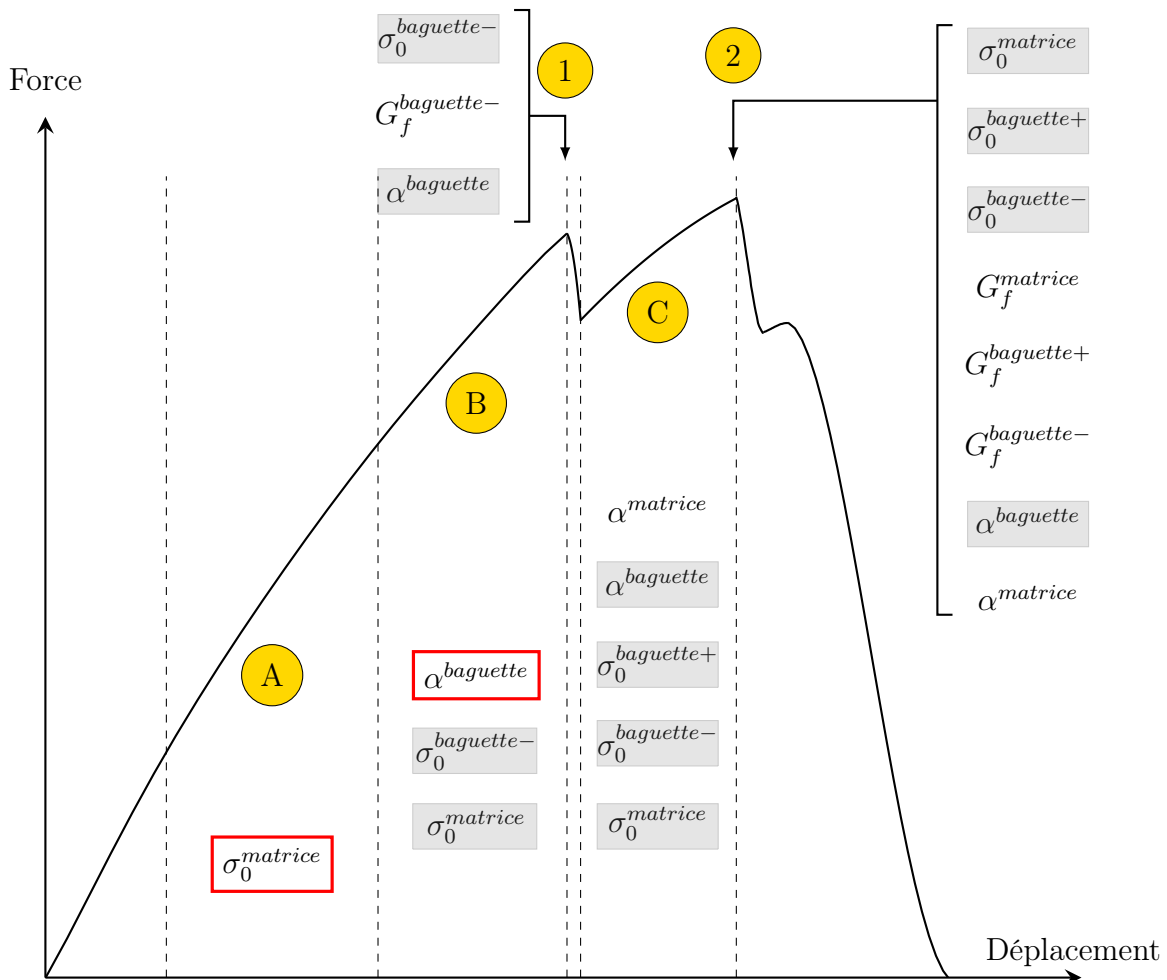 Force
σ_0^{baguette−}
G_f^{baguette−}
α^{baguette}
1
2
σ_0^{matrice}
σ_0^{baguette+}
σ_0^{baguette−}
G_f^{matrice}
G_f^{baguette+}
G_f^{baguette−}
α^{baguette}
α^{matrice}
A
B
C
σ_0^{matrice}
α^{baguette}
σ_0^{baguette−}
σ_0^{matrice}
α^{matrice}
α^{baguette}
σ_0^{baguette+}
σ_0^{baguette−}
σ_0^{matrice}
Déplacement